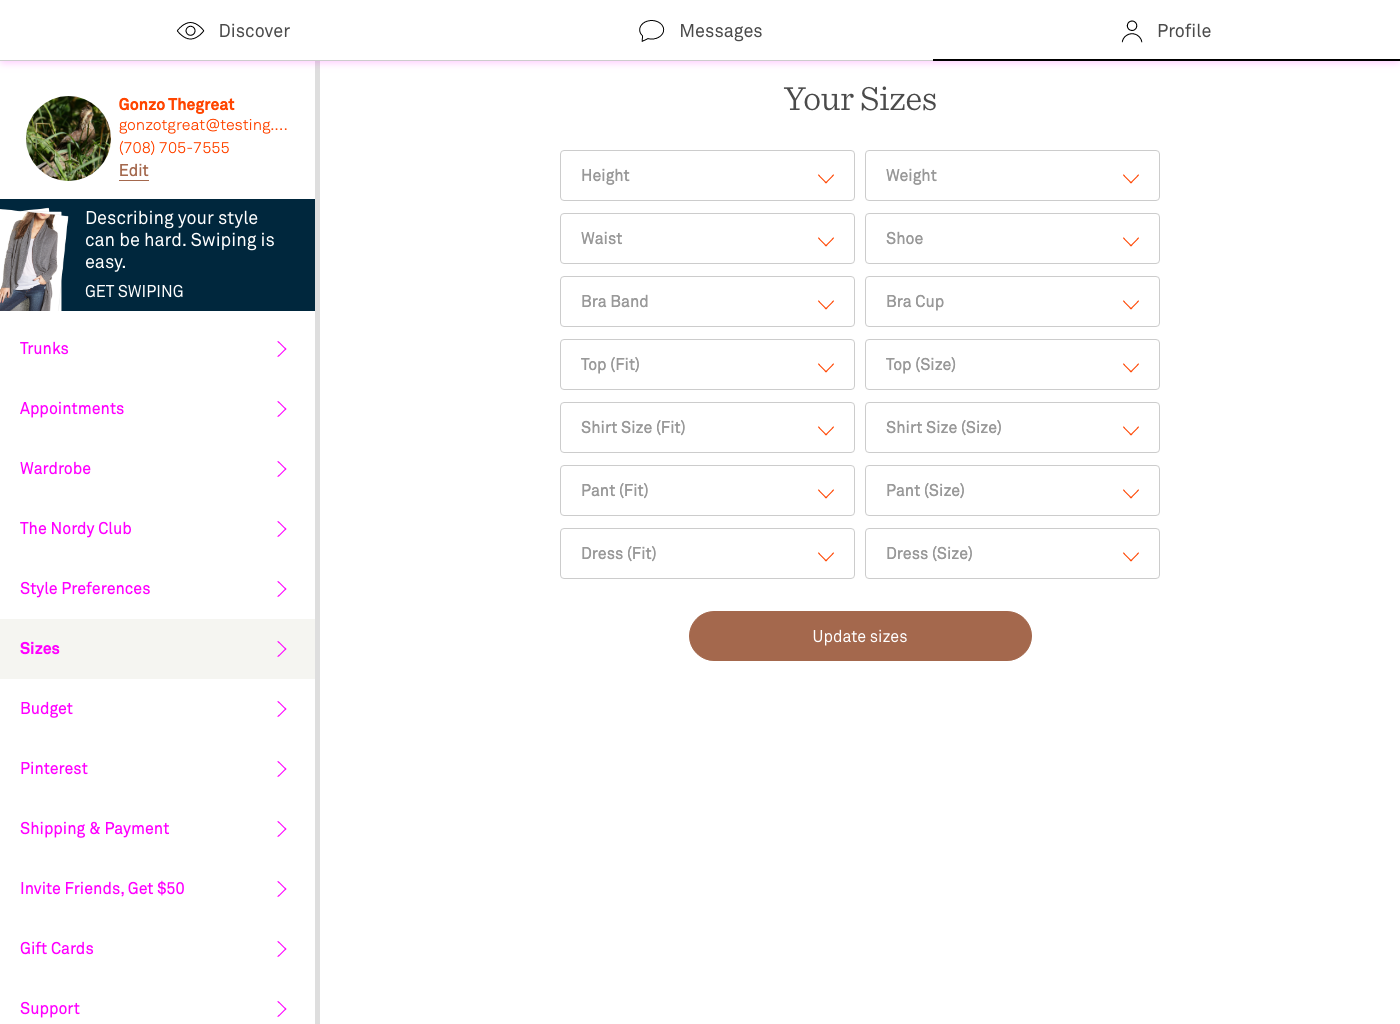 Discover
Messages
Profile
Gonzo Thegreat
gonzotgreat@testing....
(708) 705-7555
Edit
Describing your style
can be hard. Swiping is
easy.
GET SWIPING
Trunks
Appointments
Wardrobe
The Nordy Club
Style Preferences
Sizes
Budget
Pinterest
Shipping & Payment
Invite Friends, Get $50
Gift Cards
Support
Your Sizes
Height
Weight
Waist
Shoe
Bra Band
Bra Cup
Top (Fit)
Top (Size)
Shirt Size (Fit)
Shirt Size (Size)
Pant (Fit)
Pant (Size)
Dress (Fit)
Dress (Size)
Update sizes